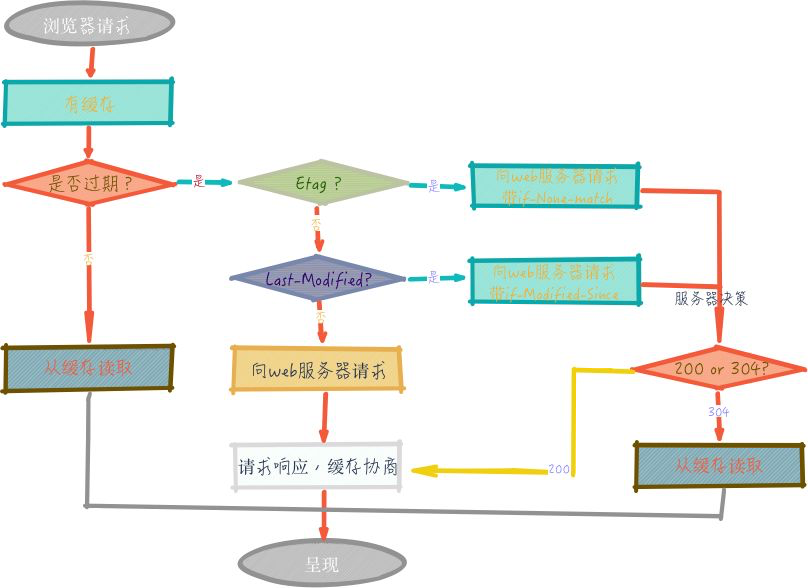 浏览器请求
有缓存
是否过期？
是
Etag？
是
向web服务器请求
带if-None-match
否
否
Last-Modified?
是
向web服务器请求
带if-Modified-Since
服务器决策
否
从缓存读取
向web服务器请求
200 or 304?
304
请求响应，缓存协商
200
从缓存读取
呈现